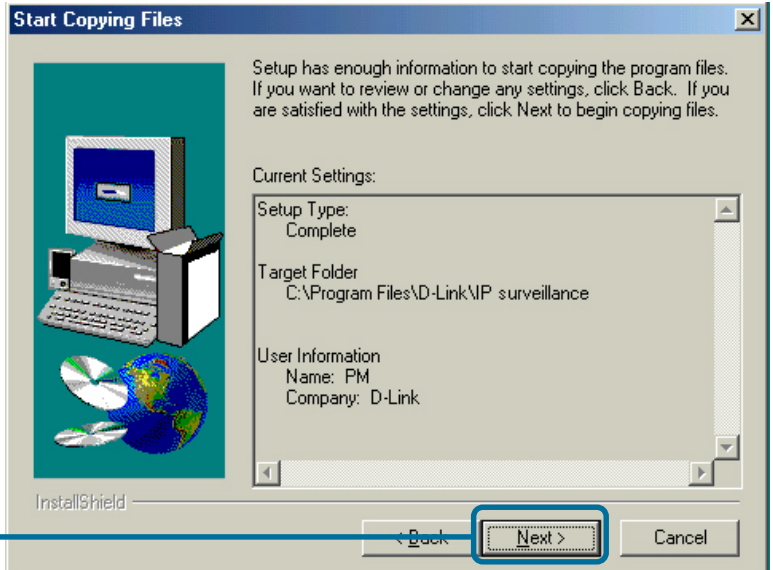 Start Copying Files
Setup has enough information to start copying the program files.
If you want to review or change any settings, click Back. If you
are satisfied with the settings, click Next to begin copying files.
Current Settings:
Setup Type:
Complete
Target Folder
C:\Program Files\D-Link\IP surveillance
User Information
Name: PM
Company: D-Link
InstallShield
< Back
Next >
Cancel